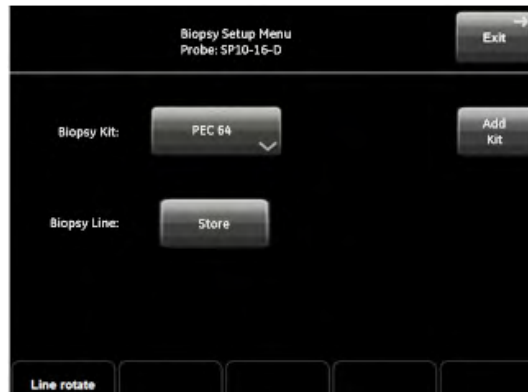 Biopsy Setup Menu
Probe: SP10-16-D
Exit
Biopsy Kit:
PEC 64
Add
Kit
Biopsy Line:
Store
Line rotate